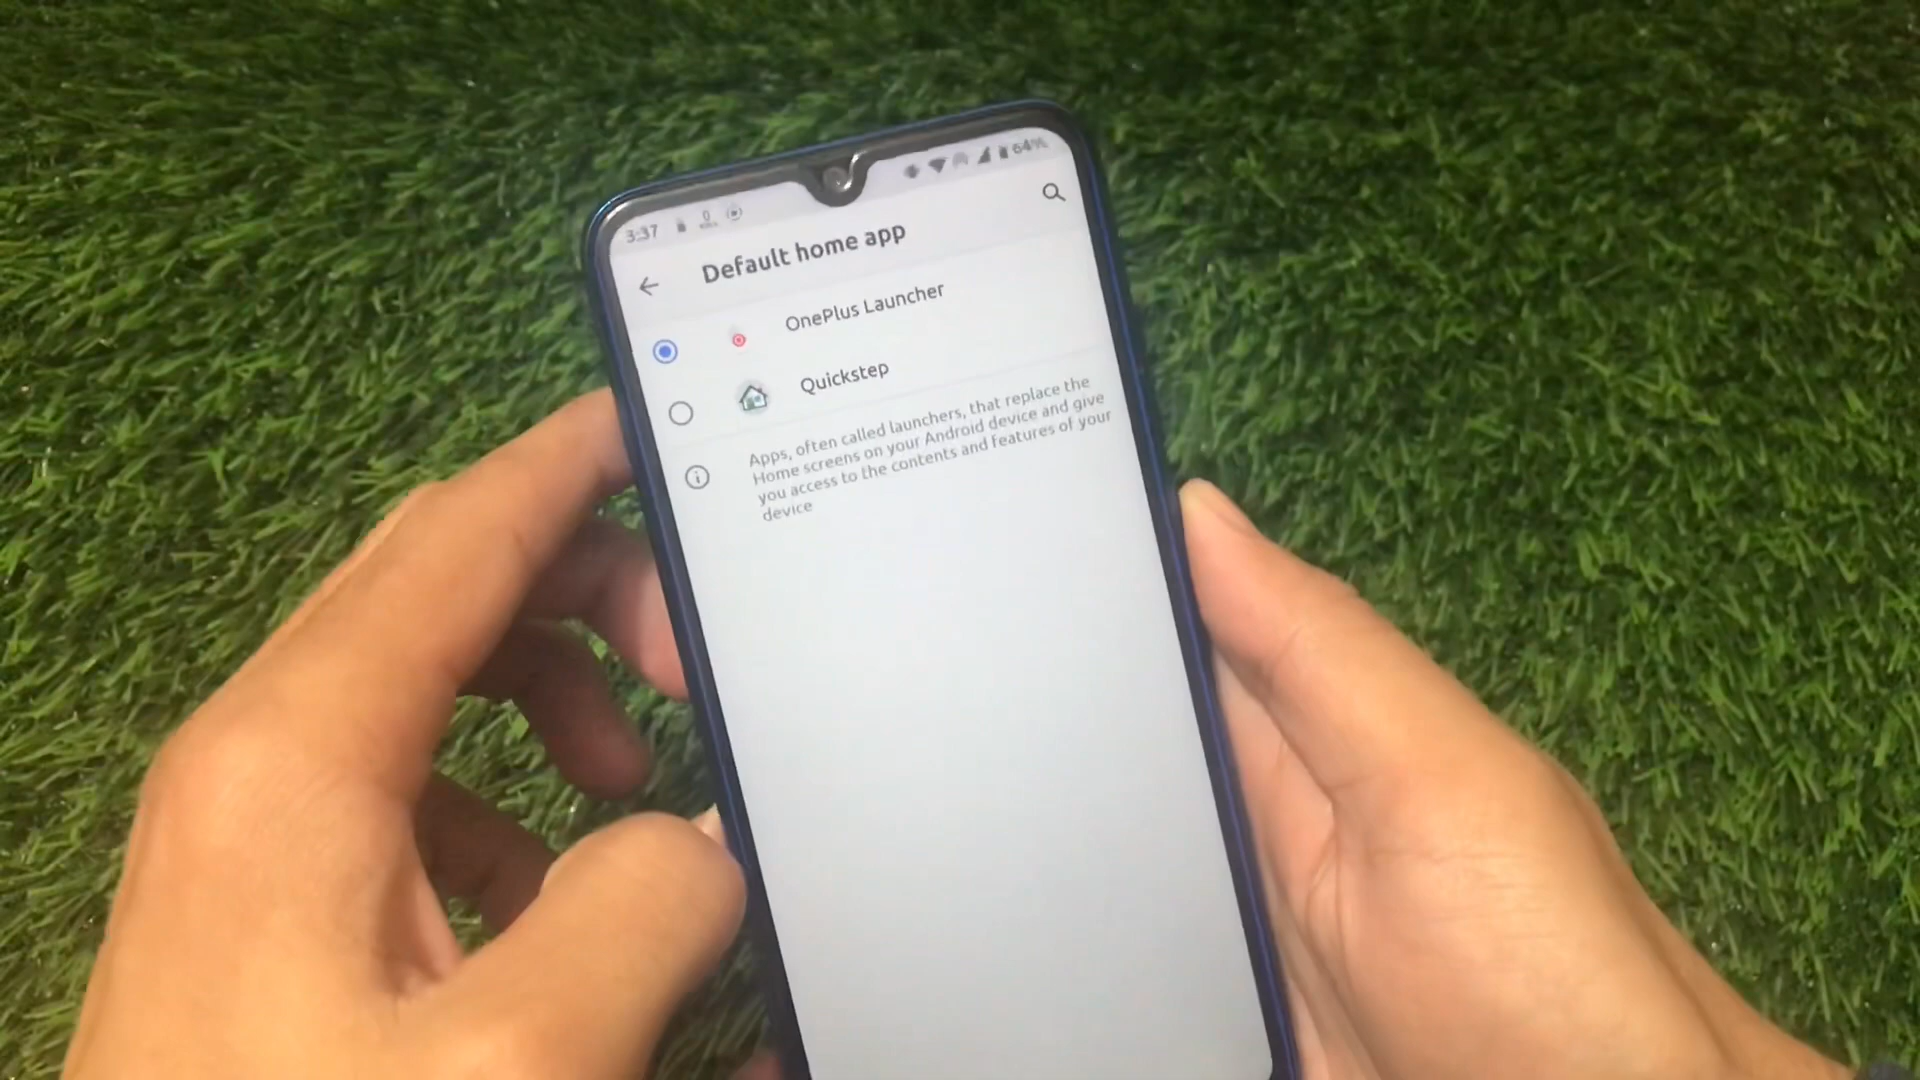 3:37 0 64%
Default home app
OnePlus Launcher
Quickstep
Apps, often called launchers, that replace the
Home screens on your Android device and give
you access to the contents and features of your
device